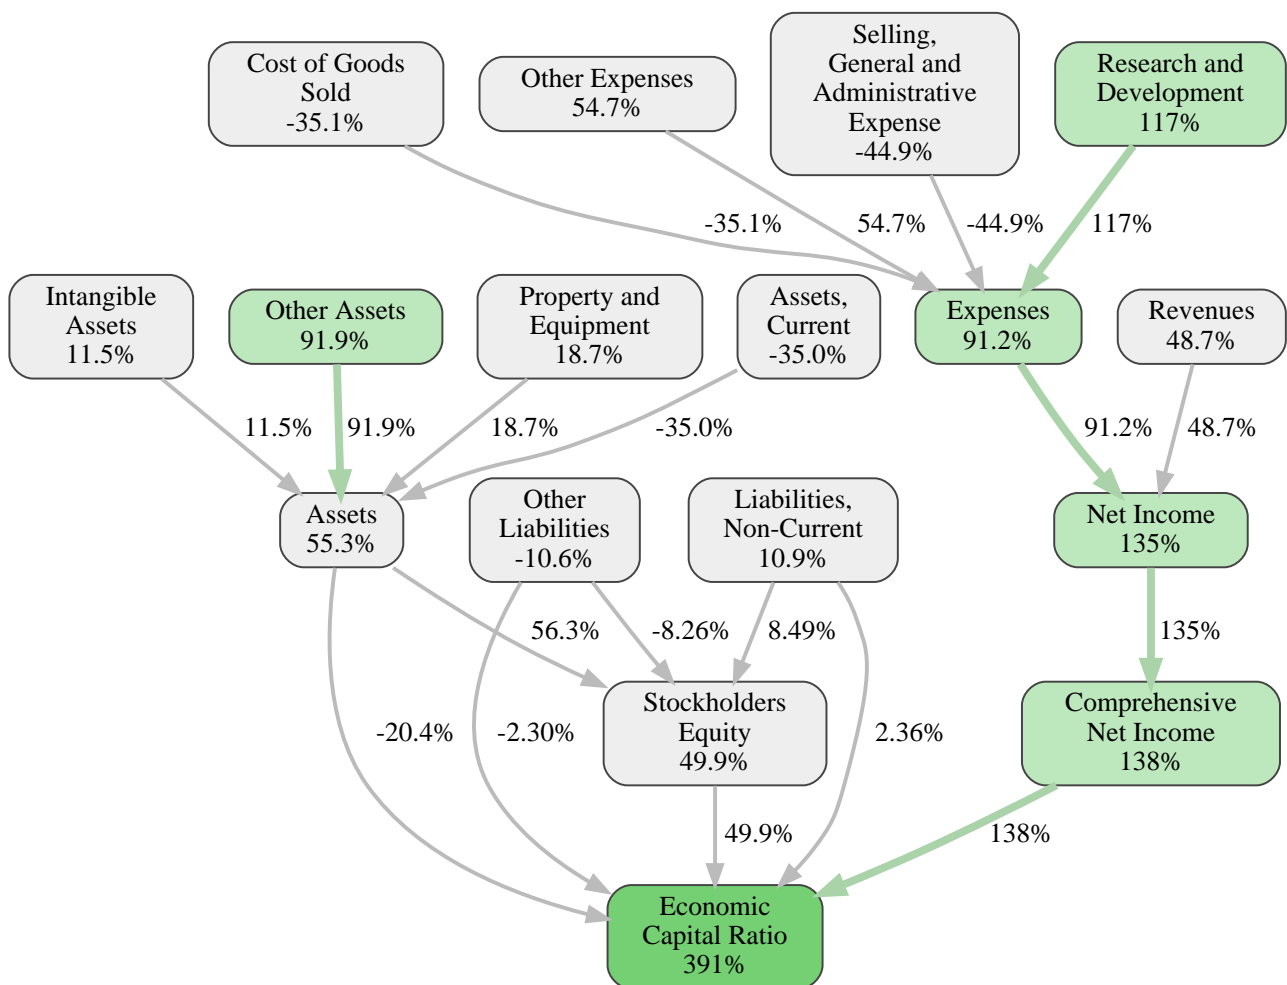 Cost of Goods
Sold
-35.1%
Other Expenses
54.7%
Selling,
General and
Administrative
Expense
-44.9%
Research and
Development
117%
-35.1%
54.7%
-44.9%
117%
Intangible
Assets
11.5%
Other Assets
91.9%
Property and
Equipment
18.7%
Assets,
Current
-35.0%
Expenses
91.2%
Revenues
48.7%
11.5%
91.9%
18.7%
-35.0%
91.2%
48.7%
Assets
55.3%
Other
Liabilities
-10.6%
Liabilities,
Non-Current
10.9%
Net Income
135%
56.3%
-8.26%
8.49%
135%
Stockholders
Equity
49.9%
Comprehensive
Net Income
138%
-20.4%
-2.30%
2.36%
49.9%
138%
Economic
Capital Ratio
391%